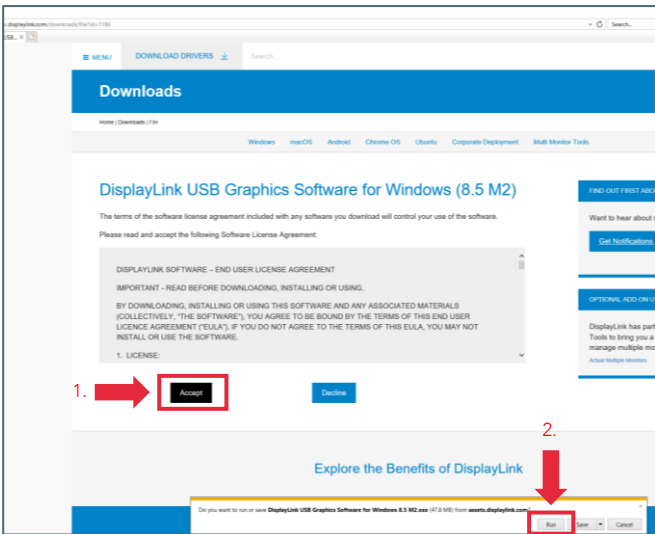 s.displaylink.com/downloads/file?id=1186
Search...
USB...
MENU
DOWNLOAD DRIVERS
Search...
Downloads
Home | Downloads | File
Windows macOS Android Chrome OS Ubuntu Corporate Deployment Multi Monitor Tools
DisplayLink USB Graphics Software for Windows (8.5 M2)
The terms of the software license agreement included with any software you download will control your use of the software.
Please read and accept the following Software License Agreement:
DISPLAYLINK SOFTWARE – END USER LICENSE AGREEMENT
IMPORTANT - READ BEFORE DOWNLOADING, INSTALLING OR USING.
BY DOWNLOADING, INSTALLING OR USING THIS SOFTWARE AND ANY ASSOCIATED MATERIALS
(COLLECTIVELY, "THE SOFTWARE"), YOU AGREE TO BE BOUND BY THE TERMS OF THIS END USER
LICENCE AGREEMENT ("EULA"). IF YOU DO NOT AGREE TO THE TERMS OF THIS EULA, YOU MAY NOT
INSTALL OR USE THE SOFTWARE.
1. LICENSE:
FIND OUT FIRST ABO
Want to hear about
Get Notifications
OPTIONAL ADD-ON U
DisplayLink has part
Tools to bring you a
manage multiple mo
Actual Multiple Monitors
1.
Accept
Decline
2.
Explore the Benefits of DisplayLink
Do you want to run or save DisplayLink USB Graphics Software for Windows 8.5 M2.exe (47.8 MB) from assets.displaylink.com?
Run
Save
Cancel